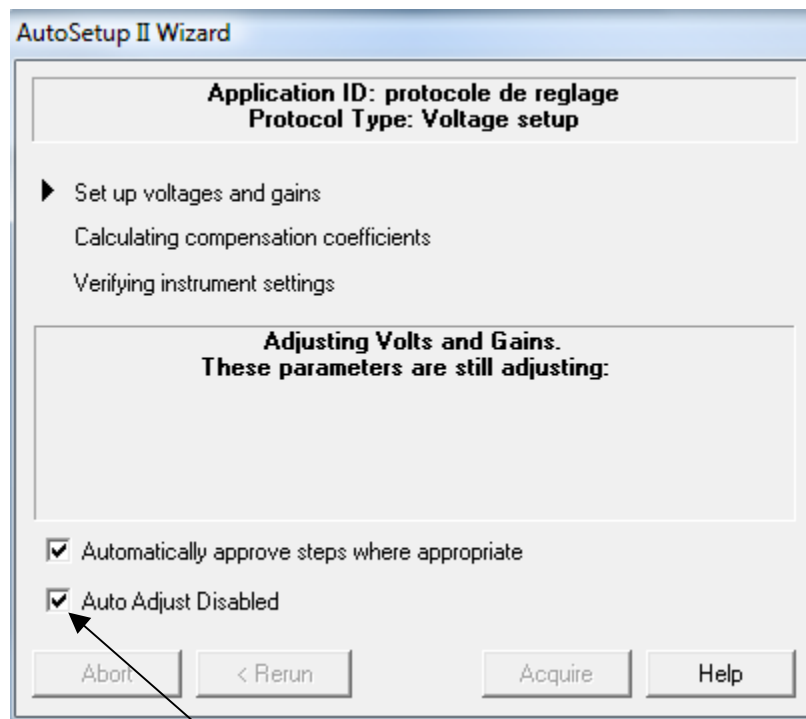 AutoSetup II Wizard
Application ID: protocole de reglage
Protocol Type: Voltage setup
Set up voltages and gains
Calculating compensation coefficients
Verifying instrument settings
Adjusting Volts and Gains.
These parameters are still adjusting:
Automatically approve steps where appropriate
Auto Adjust Disabled
Abort < Rerun Acquire Help